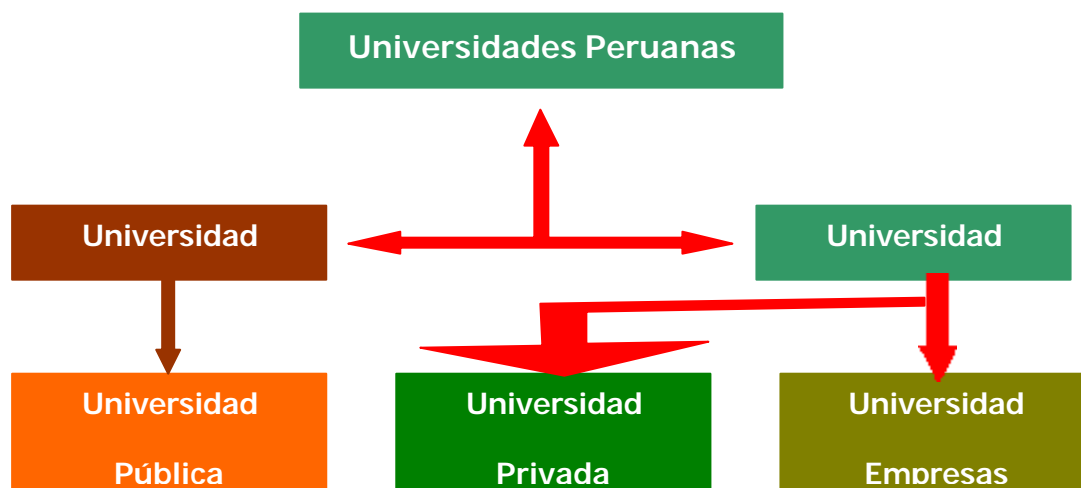 Universidades Peruanas
Universidad
Universidad
Universidad
Pública
Universidad
Privada
Universidad
Empresas